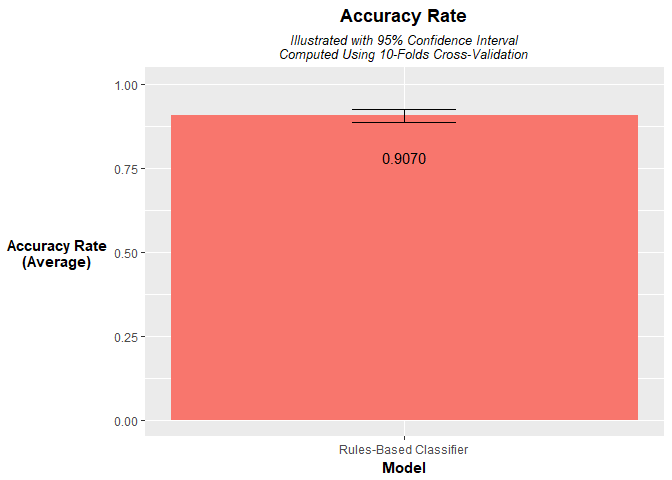 Accuracy Rate
Illustrated with 95% Confidence Interval
Computed Using 10-Folds Cross-Validation
1.00
0.9070
0.75
Accuracy Rate
(Average)
0.50
0.25
0.00
Rules-Based Classifier
Model